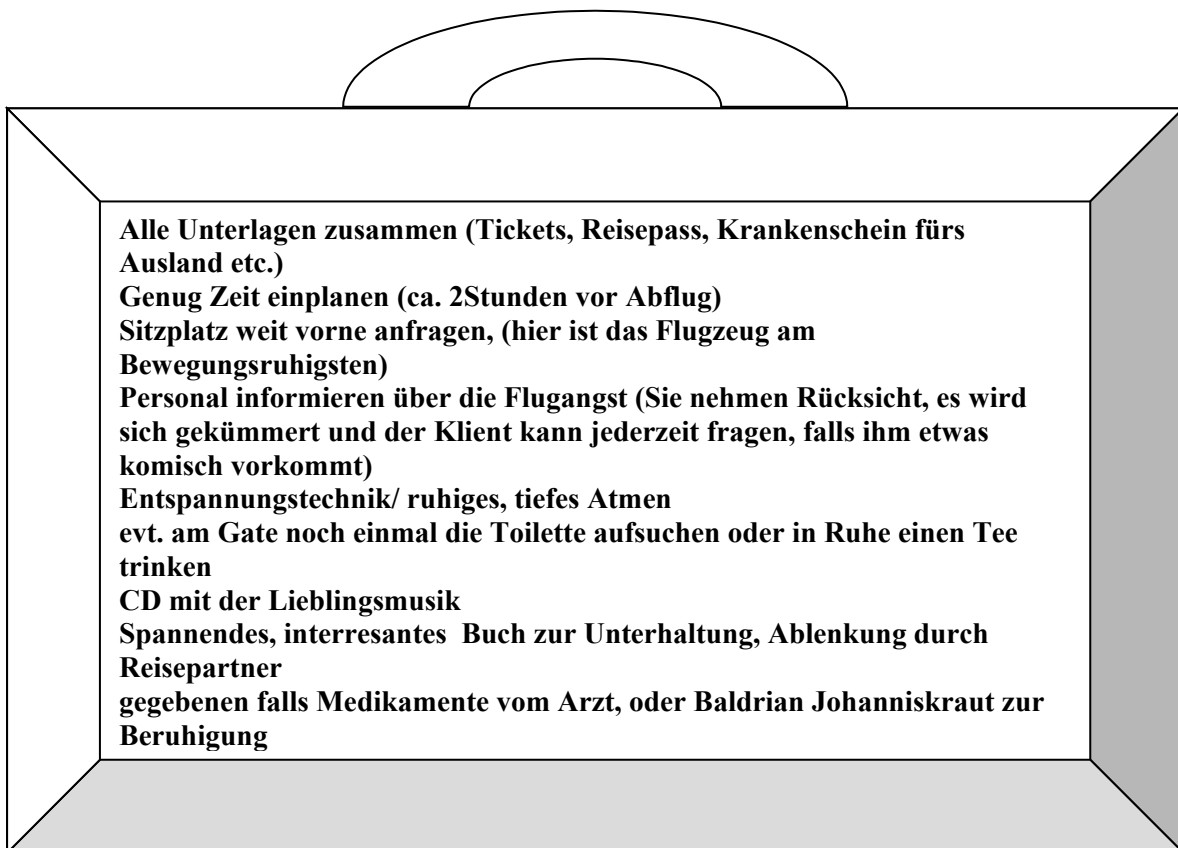 Alle Unterlagen zusammen (Tickets, Reisepass, Krankenschein fürs
Ausland etc.)
Genug Zeit einplanen (ca. 2Stunden vor Abflug)
Sitzplatz weit vorne anfragen, (hier ist das Flugzeug am
Bewegungsruhigsten)
Personal informieren über die Flugangst (Sie nehmen Rücksicht, es wird
sich gekümmert und der Klient kann jederzeit fragen, falls ihm etwas
komisch vorkommt)
Entspannungstechnik/ ruhiges, tiefes Atmen
evt. am Gate noch einmal die Toilette aufsuchen oder in Ruhe einen Tee
trinken
CD mit der Lieblingsmusik
Spannendes, interresantes  Buch zur Unterhaltung, Ablenkung durch
Reisepartner
gegebenen falls Medikamente vom Arzt, oder Baldrian Johanniskraut zur
Beruhigung